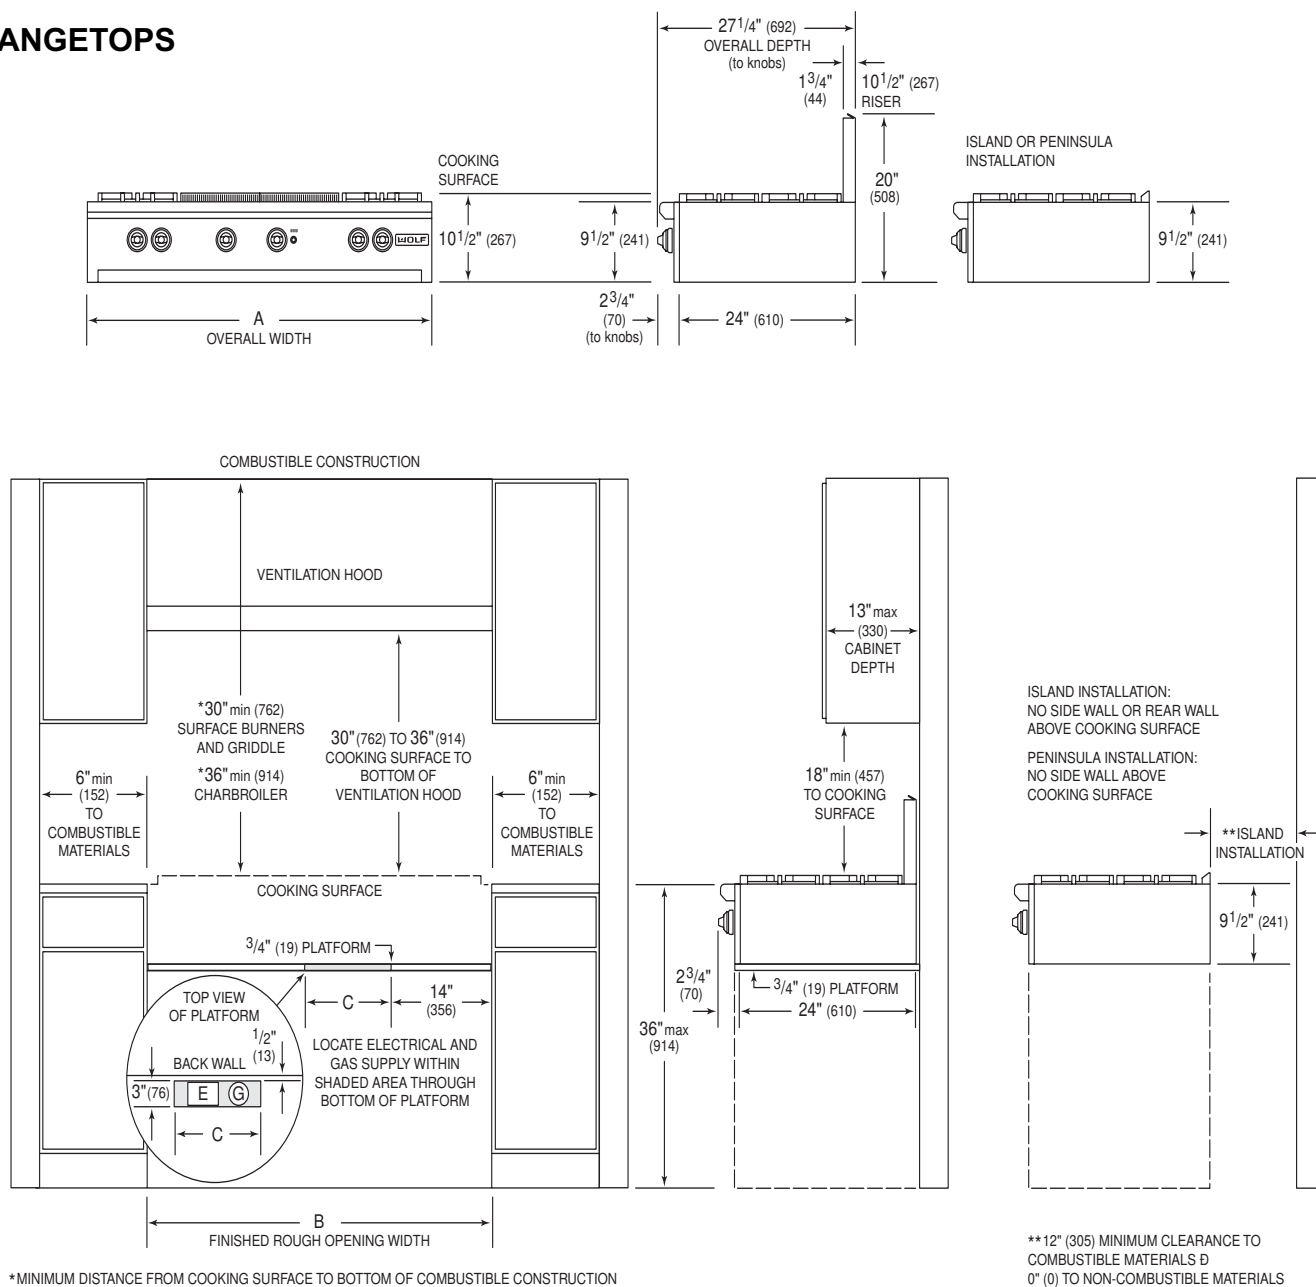 ANGETOPS
27 1/4" (692)
OVERALL DEPTH
(to knobs)
1 3/4"
(44)
10 1/2" (267)
RISER
20"
(508)
ISLAND OR PENINSULA
INSTALLATION
COOKING
SURFACE
WOLF
10 1/2" (267)
9 1/2" (241)
9 1/2" (241)
A
OVERALL WIDTH
2 3/4"
(70)
(to knobs)
24" (610)
COMBUSTIBLE CONSTRUCTION
VENTILATION HOOD
*30" min (762)
SURFACE BURNERS
AND GRIDDLE
*36" min (914)
CHARBROILER
30" (762) TO 36" (914)
COOKING SURFACE TO
BOTTOM OF
VENTILATION HOOD
6" min
(152)
TO
COMBUSTIBLE
MATERIALS
6" min
(152)
TO
COMBUSTIBLE
MATERIALS
COOKING SURFACE
3/4" (19) PLATFORM
C
14"
(356)
TOP VIEW
OF PLATFORM
1/2"
(13)
BACK WALL
3" (76)
E
G
C
LOCATE ELECTRICAL AND
GAS SUPPLY WITHIN
SHADED AREA THROUGH
BOTTOM OF PLATFORM
B
FINISHED ROUGH OPENING WIDTH
*MINIMUM DISTANCE FROM COOKING SURFACE TO BOTTOM OF COMBUSTIBLE CONSTRUCTION
13" max
(330)
CABINET
DEPTH
18" min (457)
TO COOKING
SURFACE
2 3/4"
(70)
3/4" (19) PLATFORM
24" (610)
36" max
(914)
ISLAND INSTALLATION:
NO SIDE WALL OR REAR WALL
ABOVE COOKING SURFACE
PENINSULA INSTALLATION:
NO SIDE WALL ABOVE
COOKING SURFACE
**ISLAND
INSTALLATION
9 1/2" (241)
**12" (305) MINIMUM CLEARANCE TO
COMBUSTIBLE MATERIALS Ð
0" (0) TO NON-COMBUSTIBLE MATERIALS